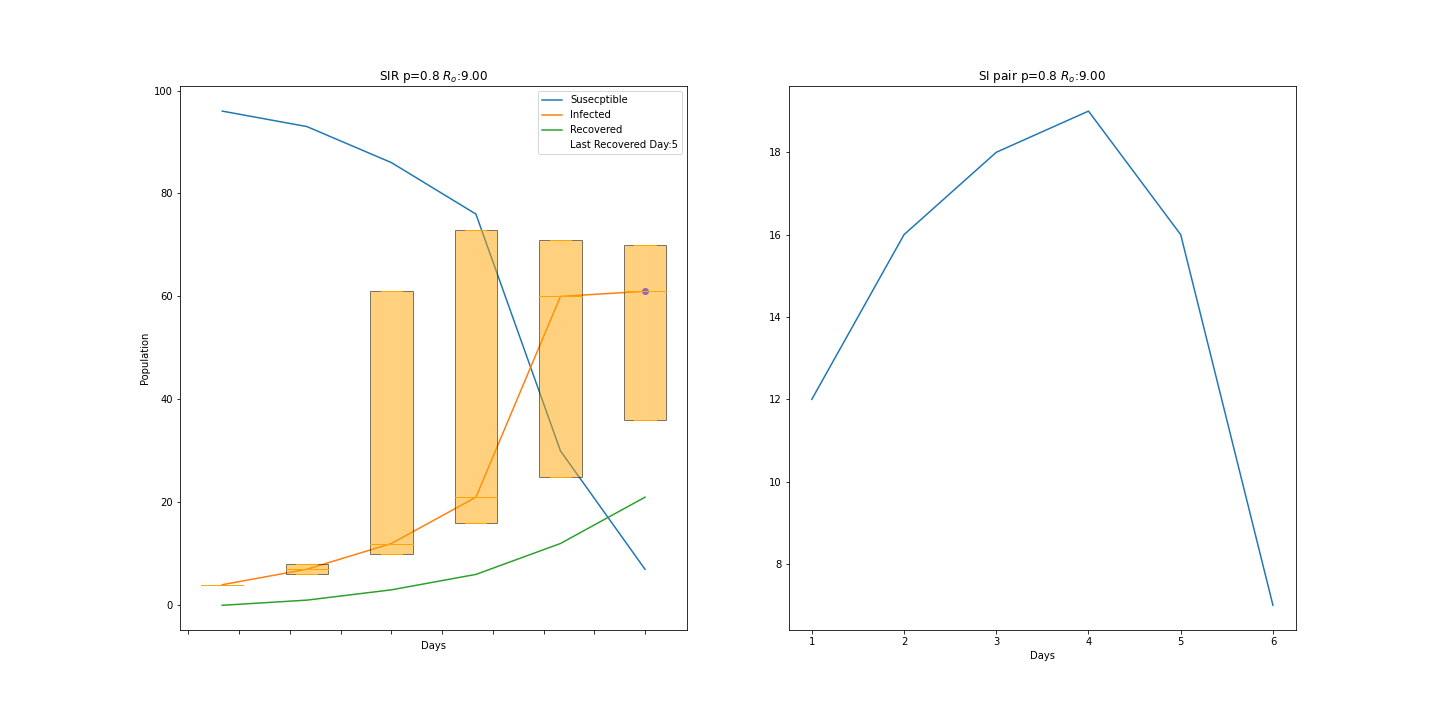 SIR p=0.8 Rₒ:9.00
100
80
60
40
20
0
Population
Susecptible
Infected
Recovered
Last Recovered Day:5
Days
SI pair p=0.8 Rₒ:9.00
18
16
14
12
10
8
1 2 3 4 5 6
Days